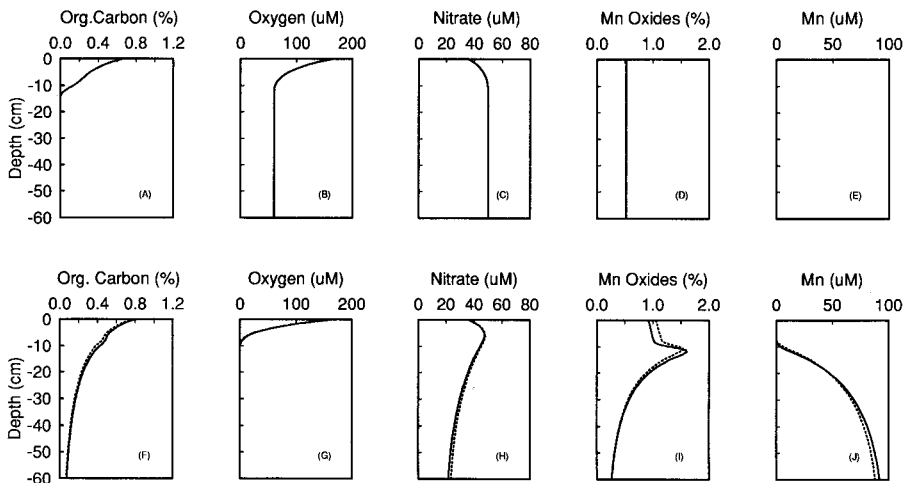 Org.Carbon (%) Oxygen (uM) Nitrate (uM) Mn Oxides (%) Mn (uM)
0.0 0.4 0.8 1.2 0 100 200 0 20 40 60 80 0.0 1.0 2.0 0 50 100
0
-10
-20
-30
-40
-50
-60
Depth (cm)
(A) (B) (C) (D) (E)
Org. Carbon (%) Oxygen (uM) Nitrate (uM) Mn Oxides (%) Mn (uM)
0.0 0.4 0.8 1.2 0 100 200 0 20 40 60 80 0.0 1.0 2.0 0 50 100
0
-10
-20
-30
-40
-50
-60
Depth (cm)
(F) (G) (H) (I) (J)